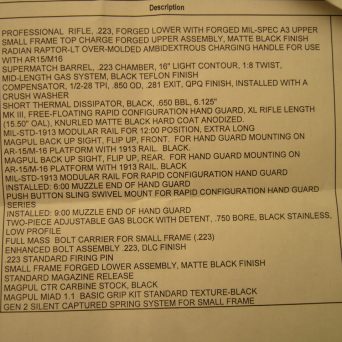 Description
PROFESSIONAL RIFLE, .223, FORGED LOWER WITH FORGED MIL-SPEC A3 UPPER
SMALL FRAME TOP CHARGE FORGED UPPER ASSEMBLY, MATTE BLACK FINISH
RADIAN RAPTOR-LT OVER-MOLDED AMBIDEXTROUS CHARGING HANDLE FOR USE
WITH AR15/M16
SUPERMATCH BARREL, .223 CHAMBER, 16" LIGHT CONTOUR, 1:8 TWIST,
MID-LENGTH GAS SYSTEM, BLACK TEFLON FINISH
COMPENSATOR, 1/2-28 TPI, .850 OD, .281 EXIT, QPQ FINISH, INSTALLED WITH A
CRUSH WASHER
SHORT THERMAL DISSIPATOR, BLACK, .650 BBL, 6.125"
MK III, FREE-FLOATING RAPID CONFIGURATION HAND GUARD, XL RIFLE LENGTH
(15.50" OAL), KNURLED MATTE BLACK HARD COAT ANODIZED.
MIL-STD-1913 MODULAR RAIL FOR 12:00 POSITION, EXTRA LONG
MAGPUL BACK UP SIGHT, FLIP UP, FRONT. FOR HAND GUARD MOUNTING ON
AR-15/M-16 PLATFORM WITH 1913 RAIL. BLACK.
MAGPUL BACK UP SIGHT, FLIP UP, REAR. FOR HAND GUARD MOUNTING ON
AR-15/M-16 PLATFORM WITH 1913 RAIL. BLACK.
MIL-STD-1913 MODULAR RAIL FOR RAPID CONFIGURATION HAND GUARD
INSTALLED: 6:00 MUZZLE END OF HAND GUARD
PUSH BUTTON SLING SWIVEL MOUNT FOR RAPID CONFIGURATION HAND GUARD
SERIES
INSTALLED: 9:00 MUZZLE END OF HAND GUARD
TWO-PIECE ADJUSTABLE GAS BLOCK WITH DETENT, .750 BORE, BLACK STAINLESS,
LOW PROFILE
FULL MASS BOLT CARRIER FOR SMALL FRAME (.223)
ENHANCED BOLT ASSEMBLY .223, DLC FINISH
.223 STANDARD FIRING PIN
SMALL FRAME FORGED LOWER ASSEMBLY, MATTE BLACK FINISH
STANDARD MAGAZINE RELEASE
MAGPUL CTR CARBINE STOCK, BLACK
MAGPUL MIAD 1.1 BASIC GRIP KIT STANDARD TEXTURE-BLACK
GEN 2 SILENT CAPTURED SPRING SYSTEM FOR SMALL FRAME